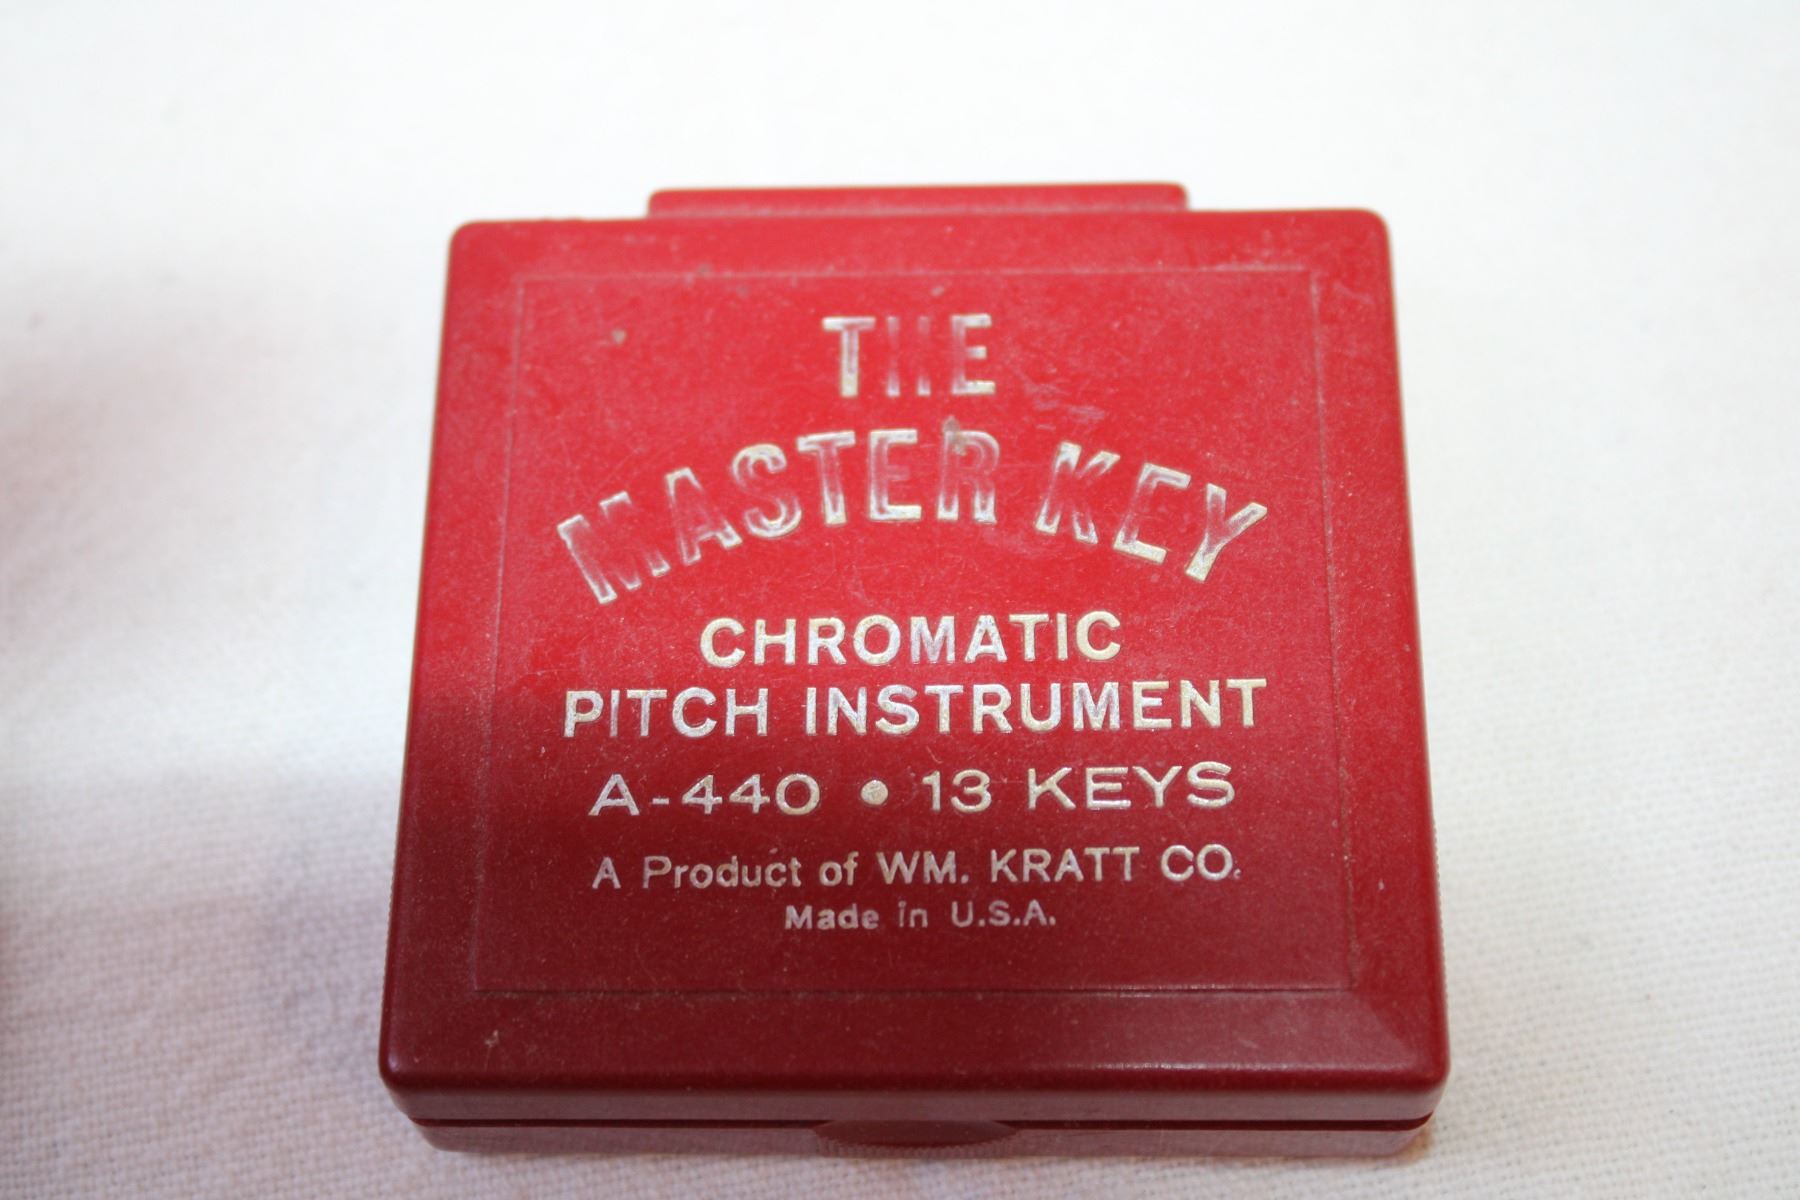 THE
MASTER KEY
CHROMATIC
PITCH INSTRUMENT
A-440 • 13 KEYS
A Product of WM. KRATT CO.
Made in U.S.A.